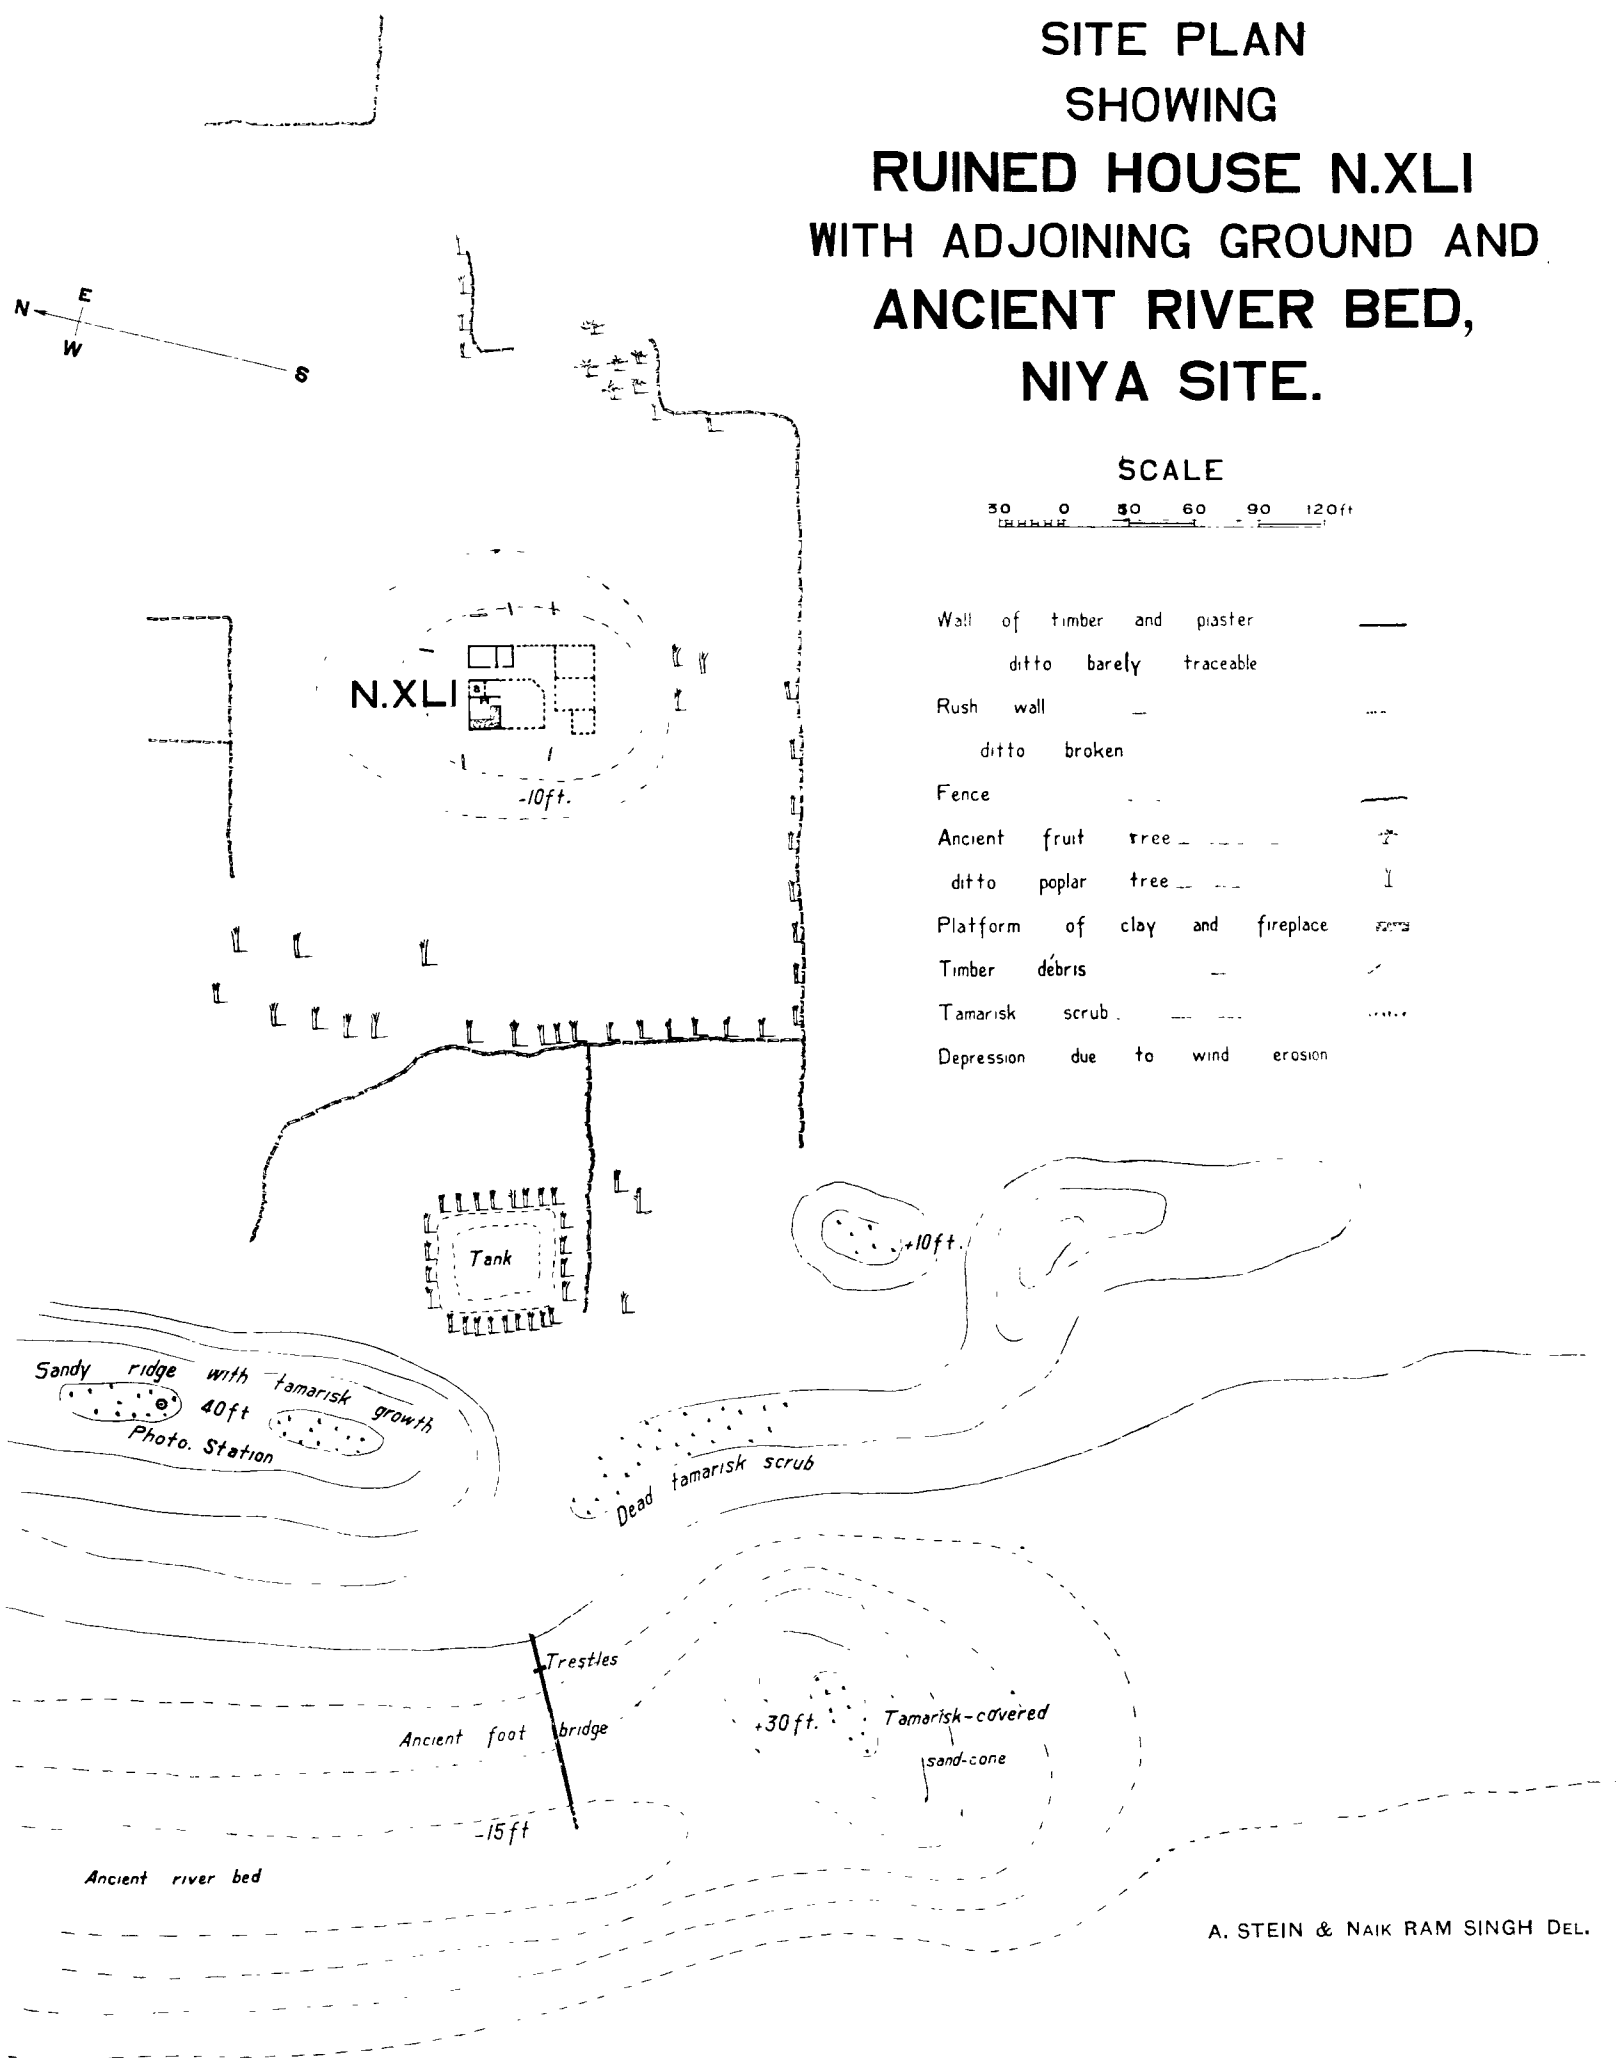 SITE PLAN
SHOWING
RUINED HOUSE N.XLI
WITH ADJOINING GROUND AND
ANCIENT RIVER BED,
NIYA SITE.
N
E
W
S
SCALE
30 0 30 60 90 120ft
Wall of timber and plaster
ditto barely traceable
Rush wall
ditto broken
Fence
Ancient fruit tree
ditto poplar tree
Platform of clay and fireplace
Timber débris
Tamarisk scrub.
Depression due to wind erosion
N.XLI
-10ft.
Tank
+10ft.
Sandy ridge with tamarisk growth
40ft
Photo. Station
Dead tamarisk scrub
Trestles
Ancient foot bridge
+30ft.
Tamarisk-covered
sand-cone
-15ft
Ancient river bed
A. STEIN & NAIK RAM SINGH DEL.